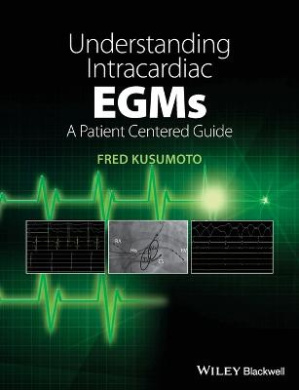 Understanding
Intracardiac
EGMs
A Patient Centered Guide
FRED KUSUMOTO
WILEY Blackwell